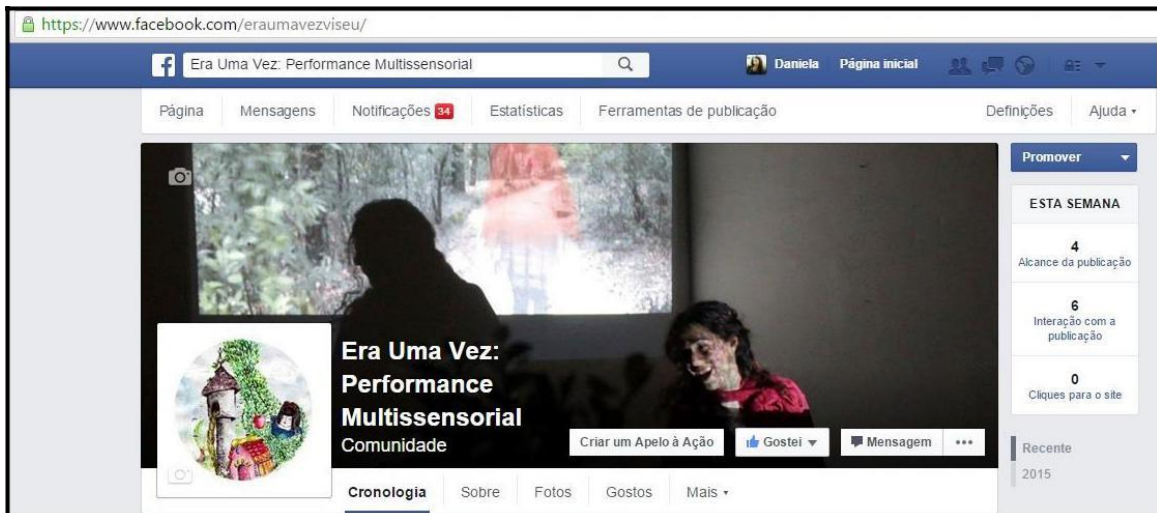 https://www.facebook.com/eraumavezviseu/
Era Uma Vez: Performance Multissensorial
Daniela Página inicial
Página Mensagens Notificações 34 Estatísticas Ferramentas de publicação Definições Ajuda
Promover
ESTA SEMANA
4
Alcance da publicação
6
Interação com a
publicação
0
Cliques para o site
Recente
2015
Era Uma Vez:
Performance
Multissensorial
Comunidade
Criar um Apelo à Ação Gostei Mensagem
Cronologia Sobre Fotos Gostos Mais